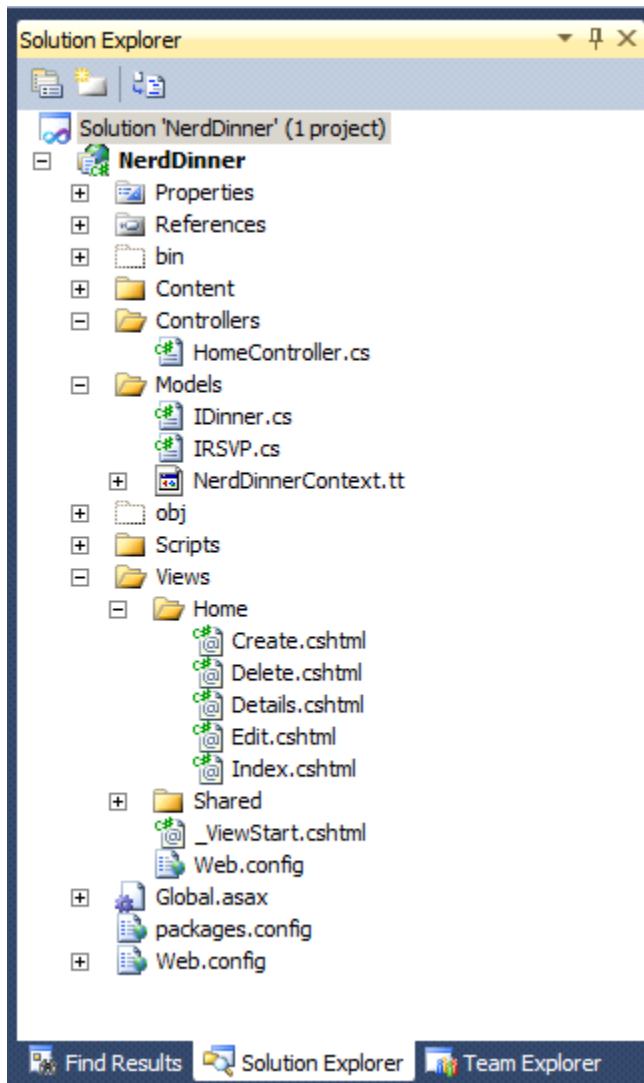 Solution Explorer
Solution 'NerdDinner' (1 project)
NerdDinner
Properties
References
bin
Content
Controllers
HomeController.cs
Models
IDinner.cs
IRSVP.cs
NerdDinnerContext.tt
obj
Scripts
Views
Home
Create.cshtml
Delete.cshtml
Details.cshtml
Edit.cshtml
Index.cshtml
Shared
_ViewStart.cshtml
Web.config
Global.asax
packages.config
Web.config
Find Results Solution Explorer Team Explorer